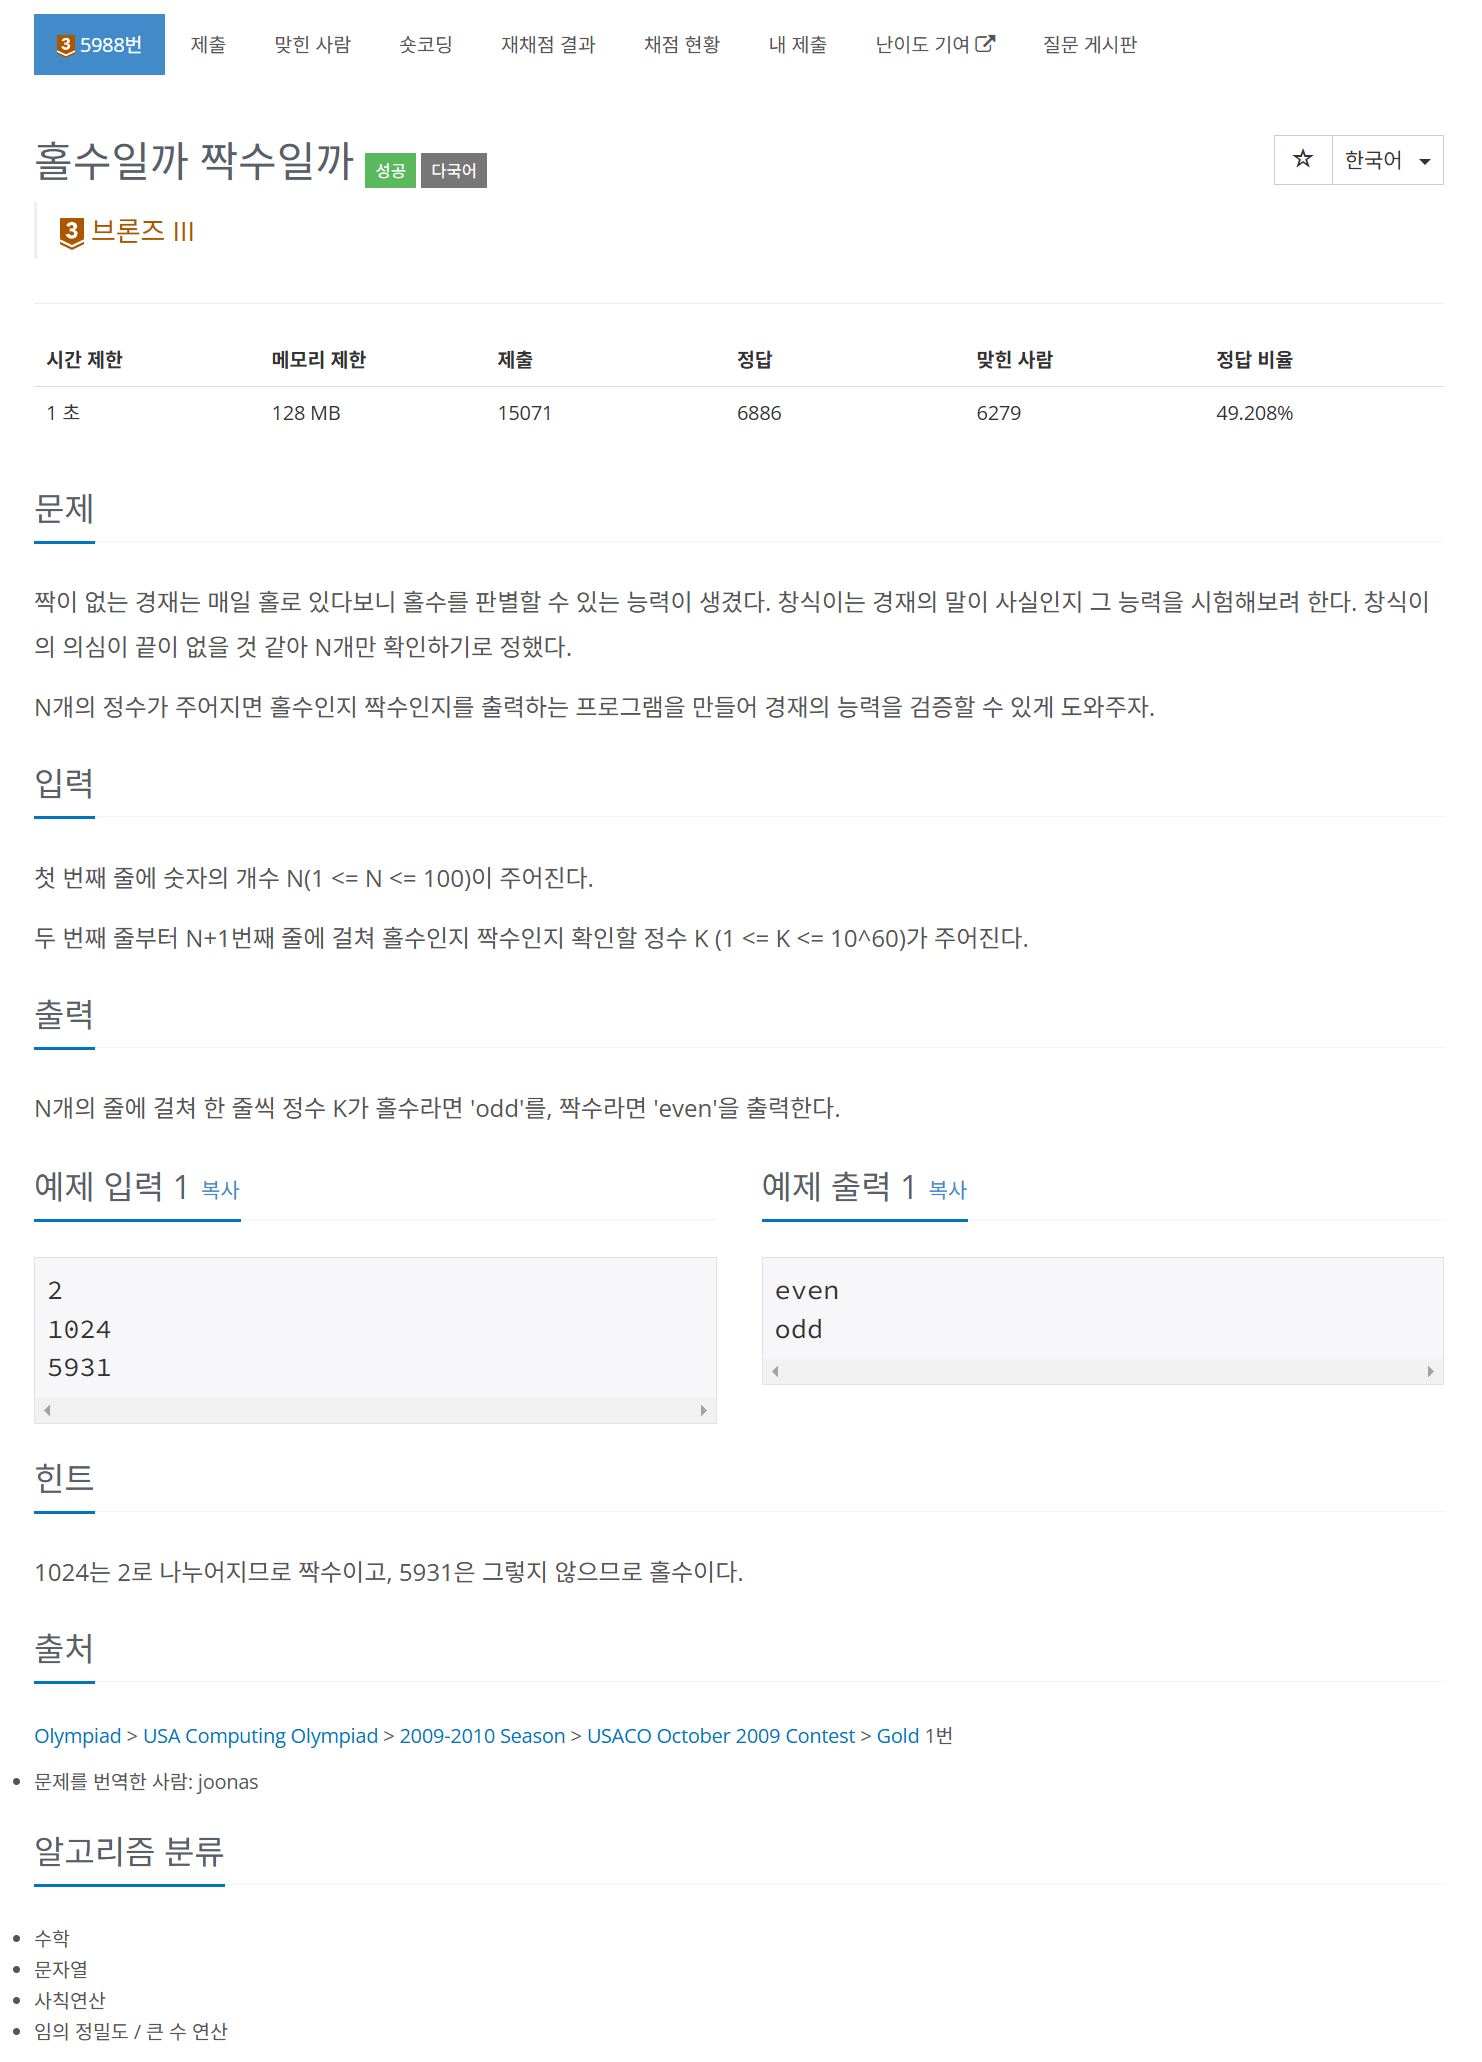 3 5988번 제출 맞힌 사람 숏코딩 재채점 결과 채점 현황 내 제출 난이도 기여 질문 게시판
홀수일까 짝수일까 성공 다국어
한국어
3 브론즈 III
시간 제한 메모리 제한 제출 정답 맞힌 사람 정답 비율
1 초 128 MB 15071 6886 6279 49.208%
문제
짝이 없는 경재는 매일 홀로 있다보니 홀수를 판별할 수 있는 능력이 생겼다. 창식이는 경재의 말이 사실인지 그 능력을 시험해보려 한다. 창식이
의 의심이 끝이 없을 것 같아 N개만 확인하기로 정했다.
N개의 정수가 주어지면 홀수인지 짝수인지를 출력하는 프로그램을 만들어 경재의 능력을 검증할 수 있게 도와주자.
입력
첫 번째 줄에 숫자의 개수 N(1 <= N <= 100)이 주어진다.
두 번째 줄부터 N+1번째 줄에 걸쳐 홀수인지 짝수인지 확인할 정수 K (1 <= K <= 10^60)가 주어진다.
출력
N개의 줄에 걸쳐 한 줄씩 정수 K가 홀수라면 'odd'를, 짝수라면 'even'을 출력한다.
예제 입력 1 복사
2
1024
5931
예제 출력 1 복사
even
odd
힌트
1024는 2로 나누어지므로 짝수이고, 5931은 그렇지 않으므로 홀수이다.
출처
Olympiad > USA Computing Olympiad > 2009-2010 Season > USACO October 2009 Contest > Gold 1번
문제를 번역한 사람: joonas
알고리즘 분류
수학
문자열
사칙연산
임의 정밀도 / 큰 수 연산